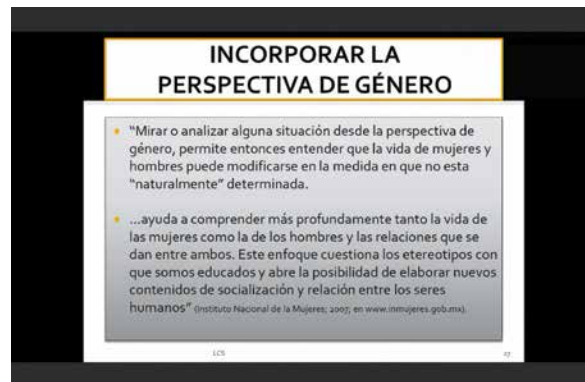 INCORPORAR LA
PERSPECTIVA DE GÉNERO
"Mirar o analizar alguna situación desde la perspectiva de
género, permite entonces entender que la vida de mujeres y
hombres puede modificarse en la medida en que no esta
"naturalmente" determinada.
...ayuda a comprender más profundamente tanto la vida de
las mujeres como la de los hombres y las relaciones que se
dan entre ambos. Este enfoque cuestiona los etereotipos con
que somos educados y abre la posibilidad de elaborar nuevos
contenidos de socialización y relación entre los seres
humanos" (Instituto Nacional de la Mujeres; 2007; en www.inmujeres.gob.mx).
LCS
17